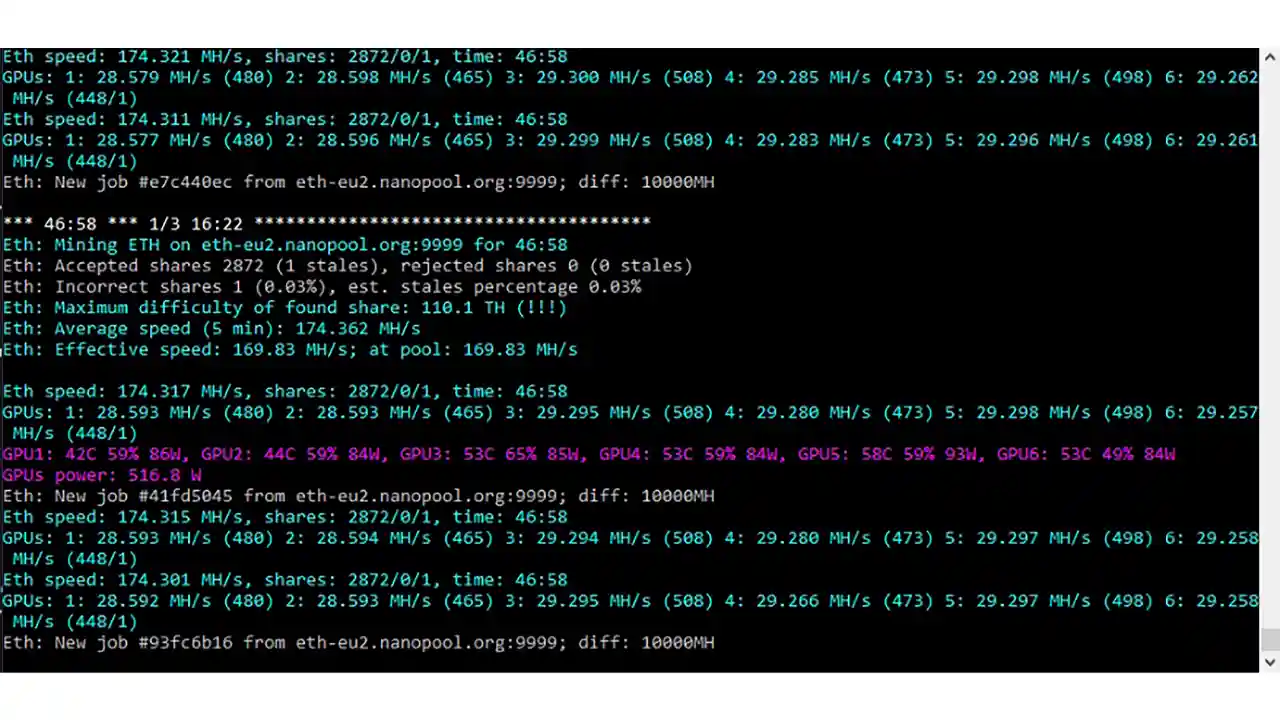 Eth speed: 174.321 MH/s, shares: 2872/0/1, time: 46:58
GPUs: 1: 28.579 MH/s (480) 2: 28.598 MH/s (465) 3: 29.300 MH/s (508) 4: 29.285 MH/s (473) 5: 29.298 MH/s (498) 6: 29.262
MH/s (448/1)
Eth speed: 174.311 MH/s, shares: 2872/0/1, time: 46:58
GPUs: 1: 28.577 MH/s (480) 2: 28.596 MH/s (465) 3: 29.299 MH/s (508) 4: 29.283 MH/s (473) 5: 29.296 MH/s (498) 6: 29.261
MH/s (448/1)
Eth: New job #e7c440ec from eth-eu2.nanopool.org:9999; diff: 10000MH
*** 46:58 *** 1/3 16:22 **************************************
Eth: Mining ETH on eth-eu2.nanopool.org:9999 for 46:58
Eth: Accepted shares 2872 (1 stales), rejected shares 0 (0 stales)
Eth: Incorrect shares 1 (0.03%), est. stales percentage 0.03%
Eth: Maximum difficulty of found share: 110.1 TH (!!!)
Eth: Average speed (5 min): 174.362 MH/s
Eth: Effective speed: 169.83 MH/s; at pool: 169.83 MH/s
Eth speed: 174.317 MH/s, shares: 2872/0/1, time: 46:58
GPUs: 1: 28.593 MH/s (480) 2: 28.593 MH/s (465) 3: 29.295 MH/s (508) 4: 29.280 MH/s (473) 5: 29.298 MH/s (498) 6: 29.257
MH/s (448/1)
GPU1: 42C 59% 86W, GPU2: 44C 59% 84W, GPU3: 53C 65% 85W, GPU4: 53C 59% 84W, GPU5: 58C 59% 93W, GPU6: 53C 49% 84W
GPUs power: 516.8 W
Eth: New job #41fd5045 from eth-eu2.nanopool.org:9999; diff: 10000MH
Eth speed: 174.315 MH/s, shares: 2872/0/1, time: 46:58
GPUs: 1: 28.593 MH/s (480) 2: 28.594 MH/s (465) 3: 29.294 MH/s (508) 4: 29.280 MH/s (473) 5: 29.297 MH/s (498) 6: 29.258
MH/s (448/1)
Eth speed: 174.301 MH/s, shares: 2872/0/1, time: 46:58
GPUs: 1: 28.592 MH/s (480) 2: 28.593 MH/s (465) 3: 29.295 MH/s (508) 4: 29.266 MH/s (473) 5: 29.297 MH/s (498) 6: 29.258
MH/s (448/1)
Eth: New job #93fc6b16 from eth-eu2.nanopool.org:9999; diff: 10000MH